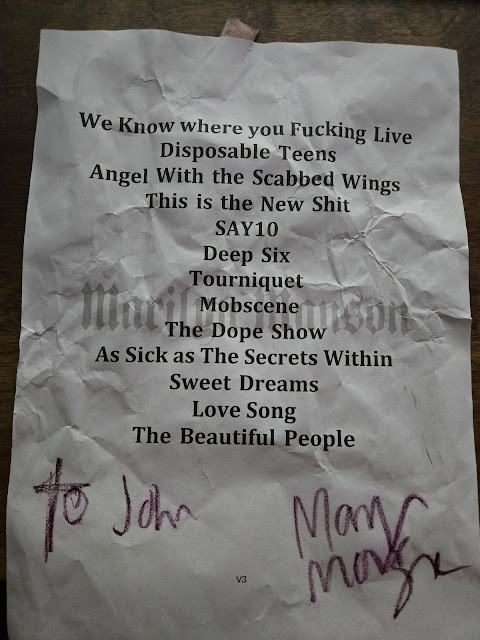 We Know where you Fucking Live
Disposable Teens
Angel With the Scabbed Wings
This is the New Shit
SAY10
Deep Six
Tourniquet
Marilyn Manson
Mobscene
The Dope Show
As Sick as The Secrets Within
Sweet Dreams
Love Song
The Beautiful People
to John
V3